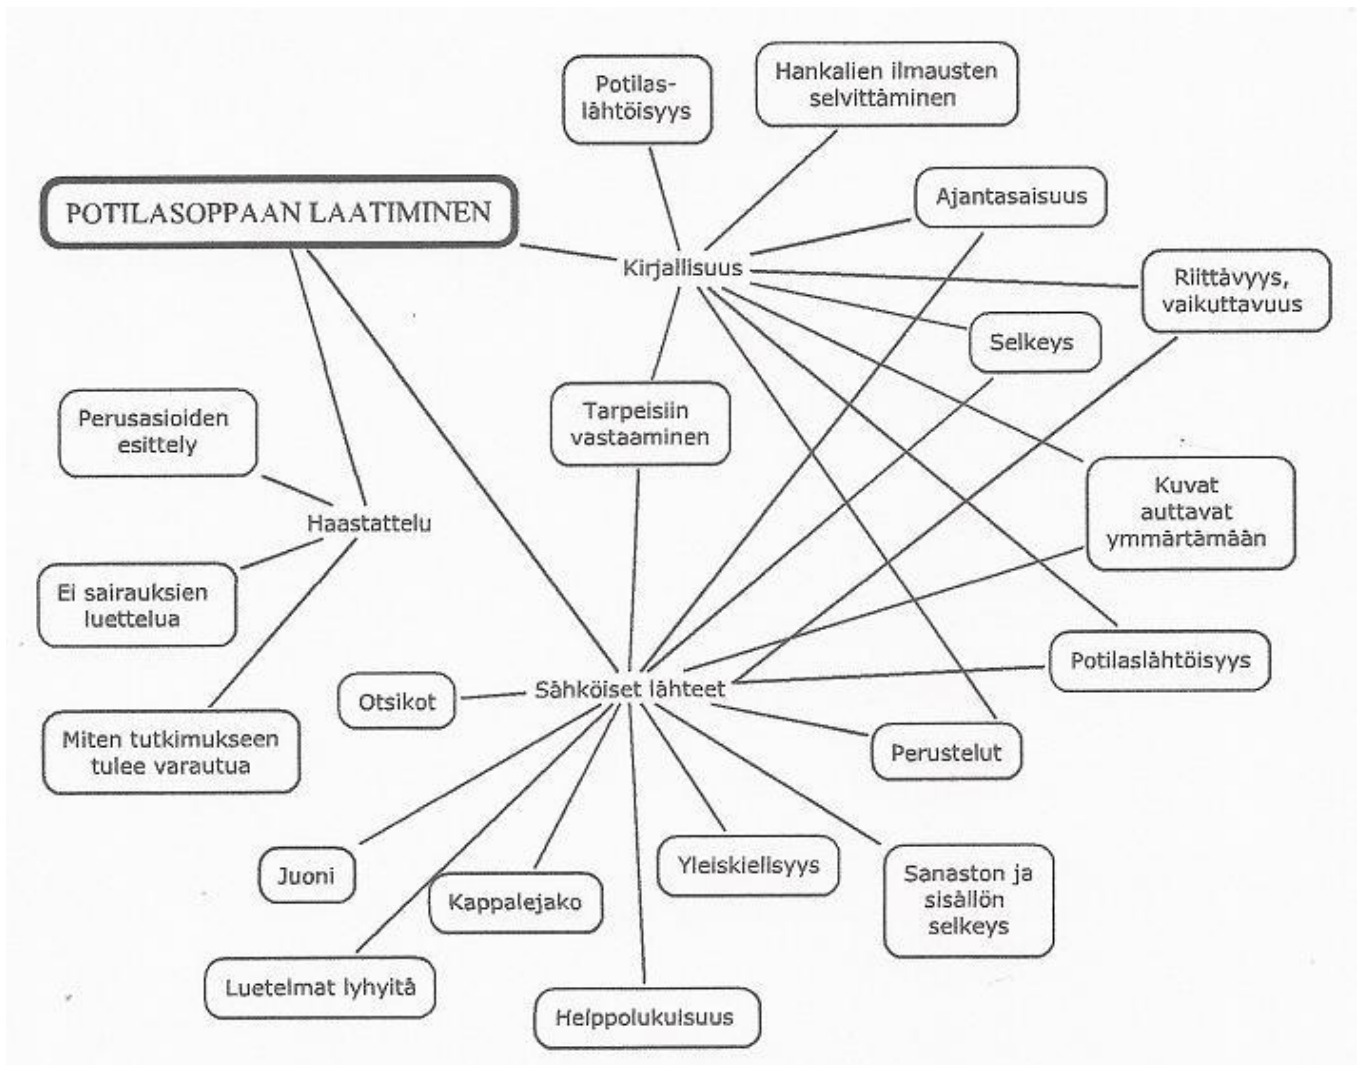 Potilas-
lähtöisyys
Hankalien ilmausten
selvittäminen
POTILASOPPAAN LAATIMINEN
Ajantasaisuus
Kirjallisuus
Riittävyys,
vaikuttavuus
Selkeys
Perusasioiden
esittely
Tarpeisiin
vastaaminen
Haastattelu
Kuvat
auttavat
ymmärtämään
Ei sairauksien
luettelua
Potilaslähtöisyys
Otsikot
Sähköiset lähteet
Miten tutkimukseen
tulee varautua
Perustelut
Juoni
Kappalejako
Yleiskielisyys
Sanaston ja
sisällön
selkeys
Luetelmat lyhyitä
Helppolukuisuus